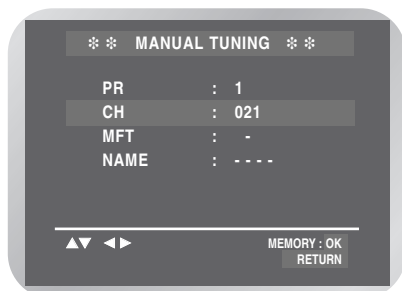 ❇ ❇ MANUAL TUNING ❇ ❇
PR : 1
CH : 021
MFT : -
NAME : - - - -
▲▼ ◀ ▶ MEMORY : OK
RETURN